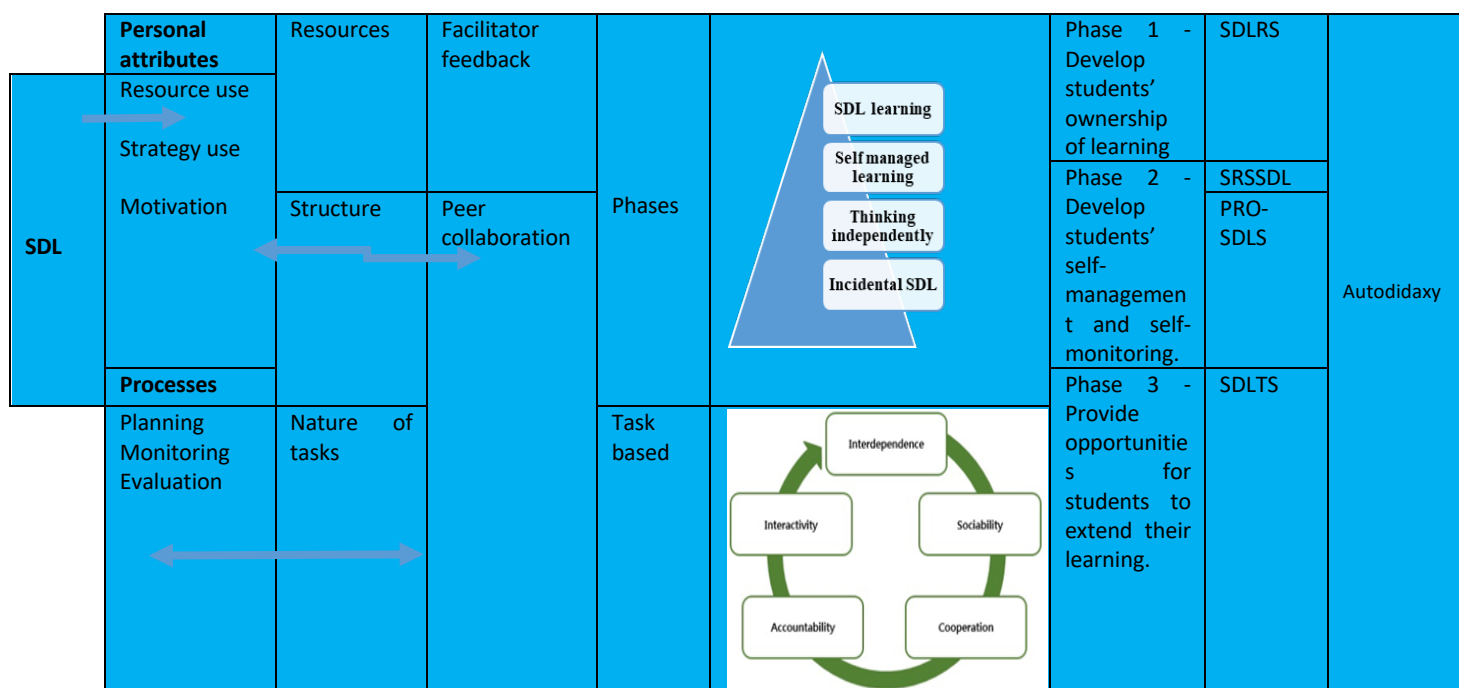 SDL
Personal
attributes
Resource use
Strategy use
Motivation
Processes
Planning
Monitoring
Evaluation
Resources
Structure
Nature of
tasks
Facilitator
feedback
Peer
collaboration
Phases
Task
based
SDL learning
Self managed
learning
Thinking
independently
Incidental SDL
Interdependence
Sociability
Cooperation
Accountability
Interactivity
Phase 1 -
Develop
students’
ownership
of learning
Phase 2 -
Develop
students’
self-
managemen
t and self-
monitoring.
Phase 3 -
Provide
opportunitie
s for
students to
extend their
learning.
SDLRS
SRSSDL
PRO-
SDLS
SDLTS
Autodidaxy